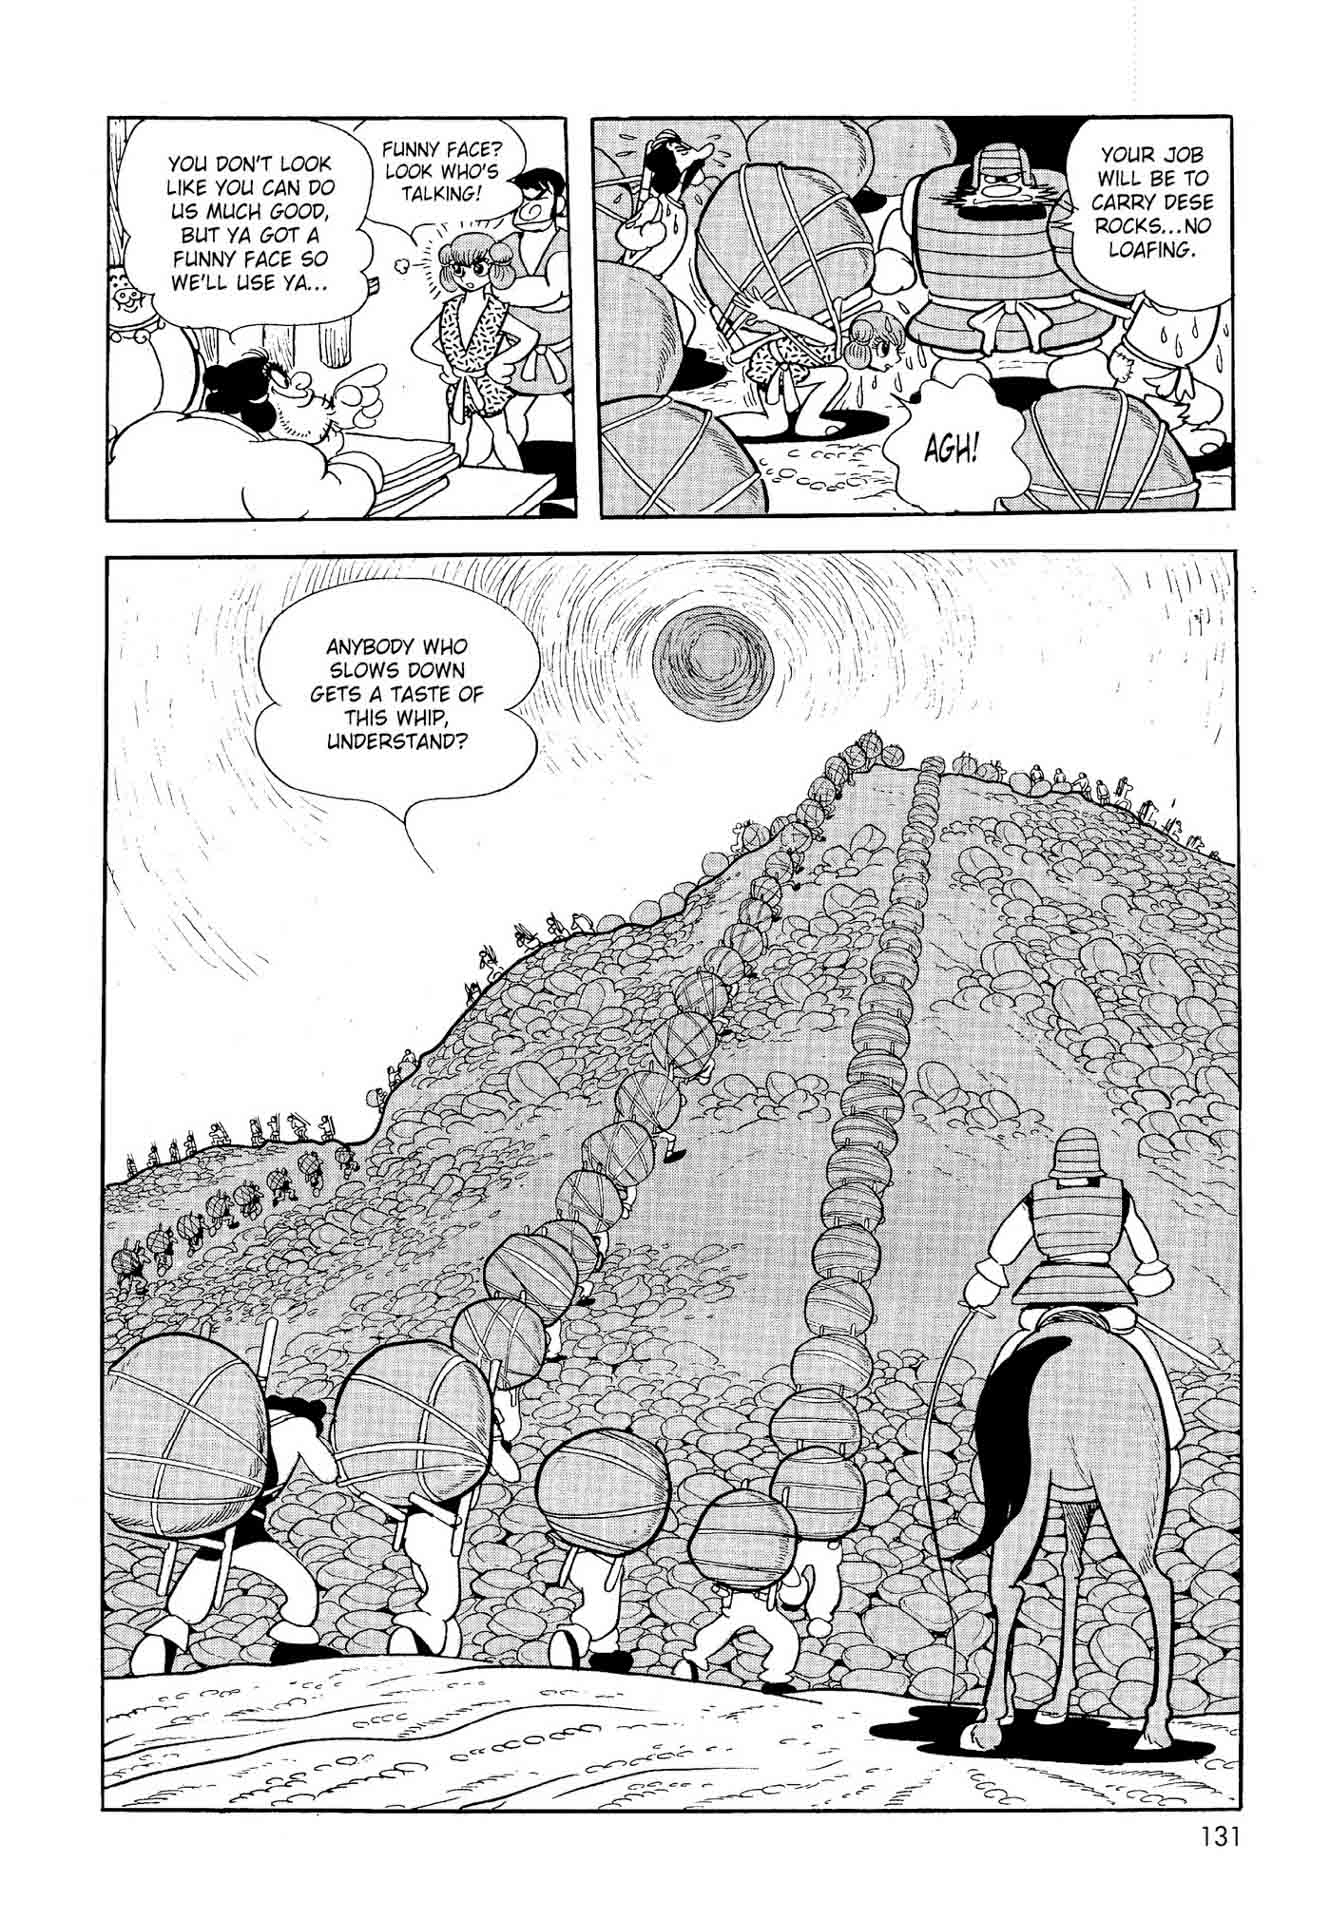 YOU DON'T LOOK
LIKE YOU CAN DO
US MUCH GOOD,
BUT YA GOT A
FUNNY FACE SO
WE'LL USE YA...
FUNNY FACE?
LOOK WHO'S
TALKING!
YOUR JOB
WILL BE TO
CARRY DESE
ROCKS...NO
LOAFING.
AGH!
ANYBODY WHO
SLOWS DOWN
GETS A TASTE OF
THIS WHIP,
UNDERSTAND?
131